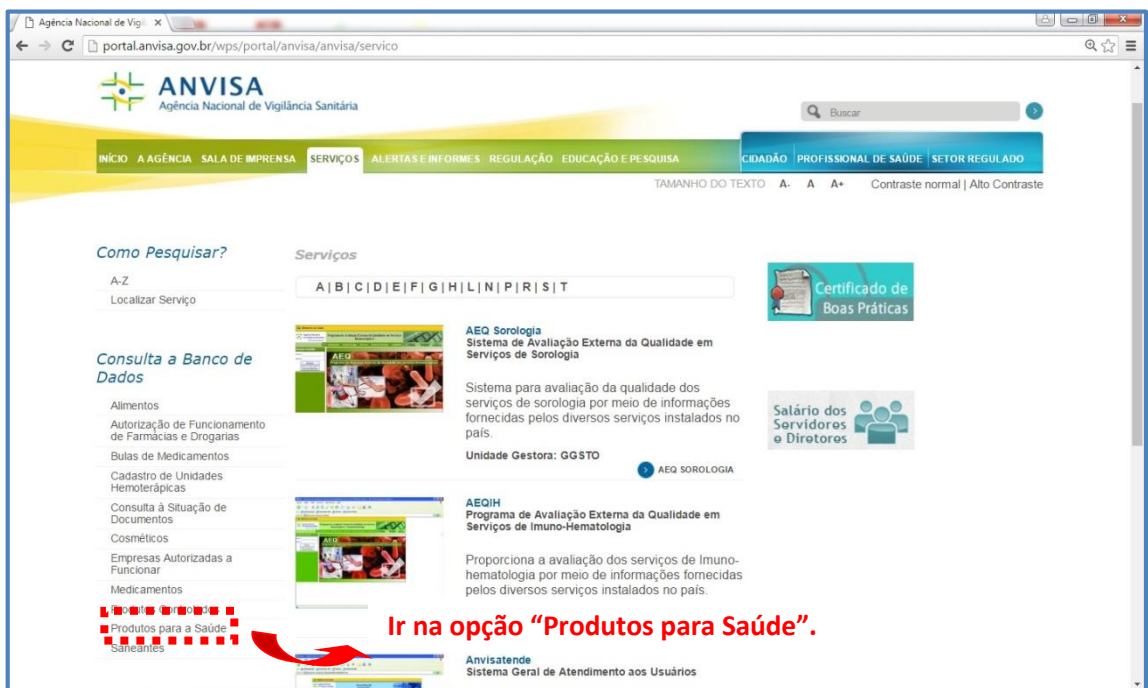 Agência Nacional de Vigil
portal.anvisa.gov.br/wps/portal/anvisa/anvisa/servico
ANVISA
Agência Nacional de Vigilância Sanitária
Buscar
INÍCIO A AGÊNCIA SALA DE IMPRENSA SERVIÇOS ALERTAS E INFORMES REGULAÇÃO EDUCAÇÃO E PESQUISA CIDADÃO PROFISSIONAL DE SAÚDE SETOR REGULADO
TAMANHO DO TEXTO A- A A+ Contraste normal | Alto Contraste
Como Pesquisar?
A-Z
Localizar Serviço
Consulta a Banco de
Dados
Alimentos
Autorização de Funcionamento
de Farmácias e Drogarias
Bulas de Medicamentos
Cadastro de Unidades
Hemoterápicas
Consulta à Situação de
Documentos
Cosméticos
Empresas Autorizadas a
Funcionar
Medicamentos
Produtos Controlados
Produtos para a Saúde
Saneantes
Serviços
A | B | C | D | E | F | G | H | L | N | P | R | S | T
AEQ
AEQ Sorologia
Sistema de Avaliação Externa da Qualidade em
Serviços de Sorologia
Sistema para avaliação da qualidade dos
serviços de sorologia por meio de informações
fornecidas pelos diversos serviços instalados no
país.
Unidade Gestora: GGSTO
AEQ SOROLOGIA
AEQ
AEQIH
Programa de Avaliação Externa da Qualidade em
Serviços de Imuno-Hematologia
Proporciona a avaliação dos serviços de Imuno-
hematologia por meio de informações fornecidas
pelos diversos serviços instalados no país.
Ir na opção “Produtos para Saúde”.
Anvisatende
Sistema Geral de Atendimento aos Usuários
Certificado de
Boas Práticas
Salário dos
Servidores
e Diretores